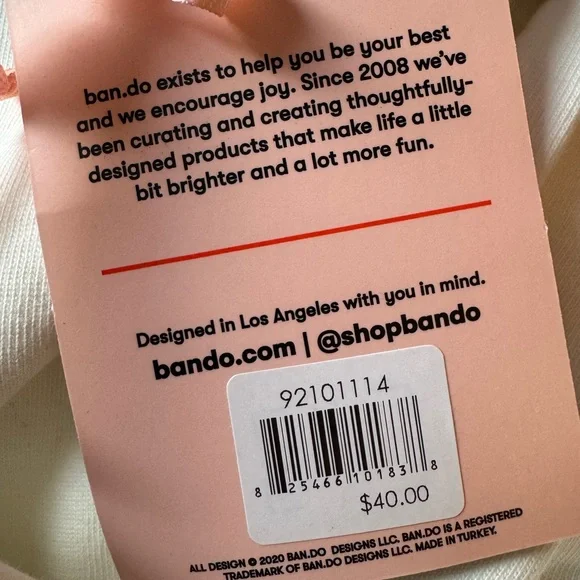 ban.do exists to help you be your best
and we encourage joy. Since 2008 we've
been curating and creating thoughtfully-
designed products that make life a little
bit brighter and a lot more fun.
Designed in Los Angeles with you in mind.
bando.com | @shopbando
92101114
8 25466 10183 8
$40.00
ALL DESIGN © 2020 BAN.DO DESIGNS LLC. BAN.DO IS A REGISTERED
TRADEMARK OF BAN.DO DESIGNS LLC. MADE IN TURKEY.